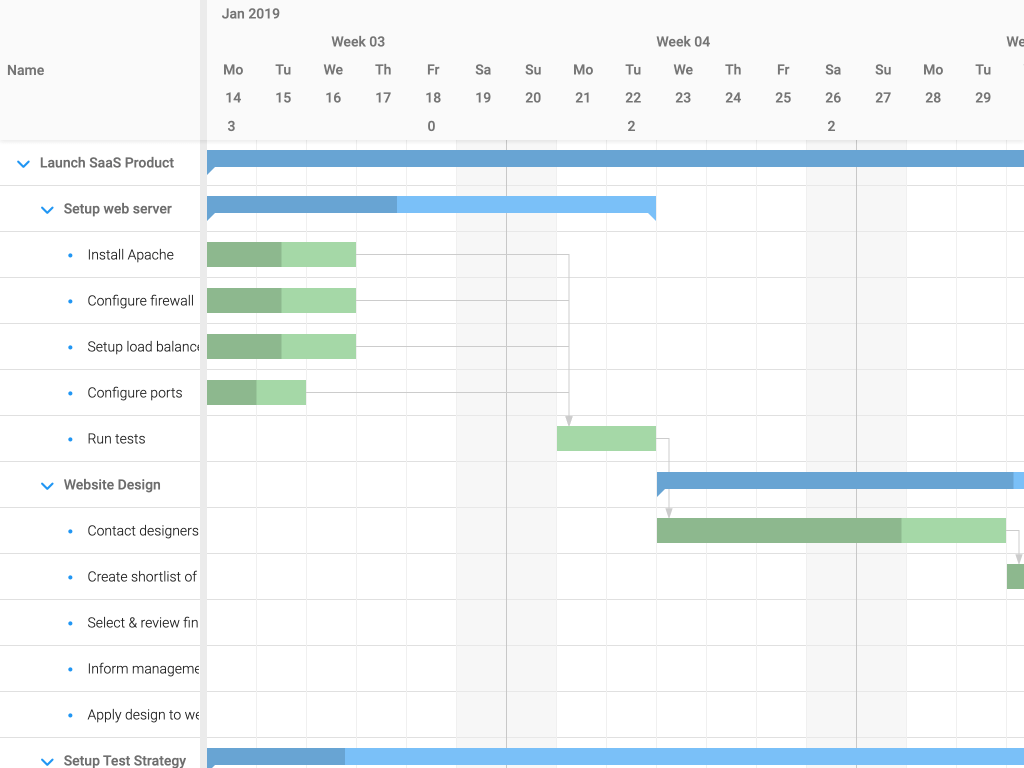 Jan 2019
Week 03 Week 04 We
Name Mo Tu We Th Fr Sa Su Mo Tu We Th Fr Sa Su Mo Tu
14 15 16 17 18 19 20 21 22 23 24 25 26 27 28 29
3 0 2 2
Launch SaaS Product
Setup web server
Install Apache
Configure firewall
Setup load balance
Configure ports
Run tests
Website Design
Contact designers
Create shortlist of
Select & review fin
Inform manageme
Apply design to we
Setup Test Strategy